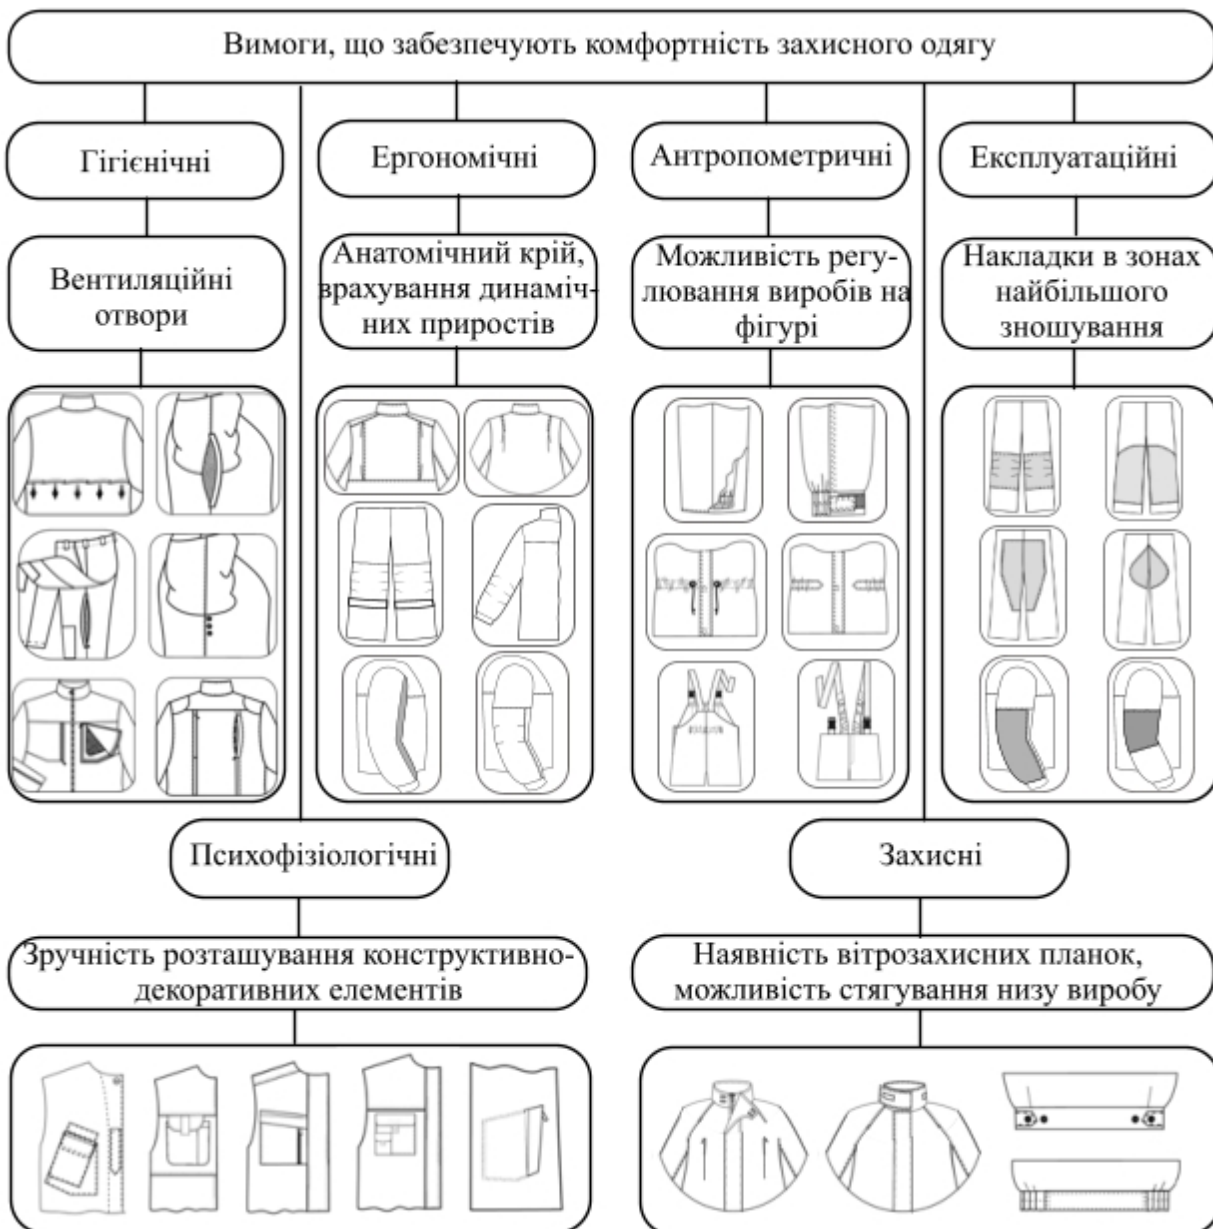 Вимоги, що забезпечують комфортність захисного одягу
Гігієнічні
Ергономічні
Антропометричні
Експлуатаційні
Вентиляційні
отвори
Анатомічний крій,
врахування динаміч-
них приростів
Можливість регу-
лювання виробів на
фігурі
Накладки в зонах
найбільшого
зношування
Психофізіологічні
Захисні
Зручність розташування конструктивно-
декоративних елементів
Наявність вітрозахисних планок,
можливість стягування низу виробу